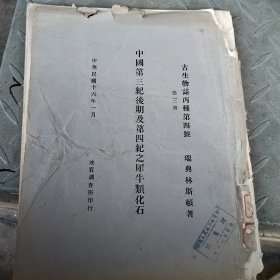 古生物誌丙種第四號
第三册
瑞典林斯頓著
中國第三紀後期及第四紀之犀牛類化石
中華民國十六年一月
地質調查所印行